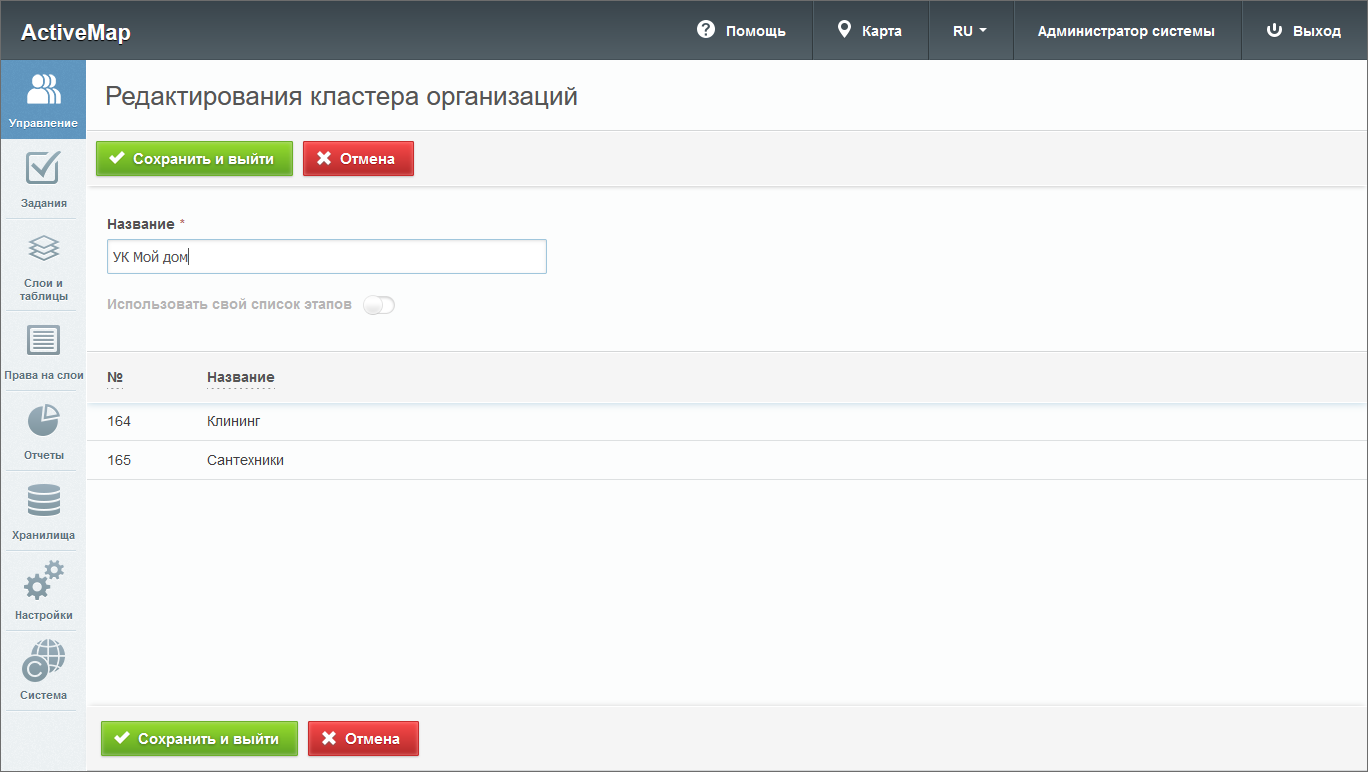 ActiveMap
Помощь
Карта
RU
Администратор системы
Выход
Управление
Задания
Слои и
таблицы
Права на слои
Отчеты
Хранилища
Настройки
Система
Редактирования кластера организаций
Сохранить и выйти
Отмена
Название *
УК Мой дом
Использовать свой список этапов
№ Название
164 Клининг
165 Сантехники
Сохранить и выйти
Отмена